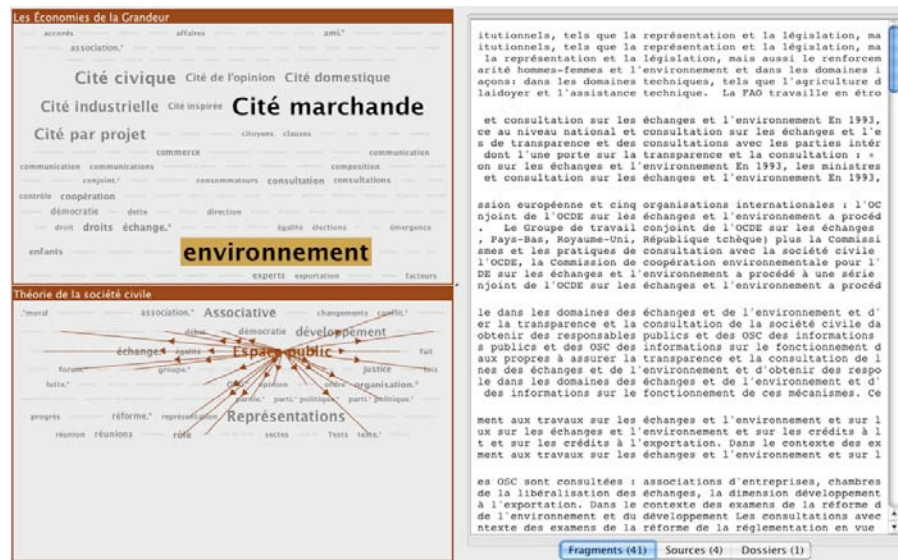 Les Économies de la Grandeur
accords affaires ami.*
association.*
Cité civique Cité de l'opinion Cité domestique
Cité industrielle Cité inspirée Cité marchande
Cité par projet citoyens clauses
commerce communication
communication communications composition
conjoint.* consommateurs consultation consultations
contrôle coopération
démocratie dette direction
droit droits échange.* égalité élections émergence
enfants environnement
experts exportation facteurs
Théorie de la société civile
.*moral association.* Associative changements conflit.*
démocratie développement
échange égalité Espace public fait
forum.* groupe.* justice lois
lutte.* opinion ordre organisation.*
parole.* parti.* politique.* parti.* politique.*
progrès réforme.* représentation Représentations
réunion réunions rôle sectes Tests texte.*
itutionnels, tels que la représentation et la législation, ma
itutionnels, tels que la représentation et la législation, ma
la représentation et la législation, mais aussi le renforcem
arité hommes-femmes et l'environnement et dans les domaines i
açons: dans les domaines techniques, tels que l'agriculture d
laidoyer et l'assistance technique. La FAO travaille en étro
et consultation sur les échanges et l'environnement En 1993,
ce au niveau national et consultation sur les échanges et l'e
s de transparence et des consultations avec les parties intér
dont l'une porte sur la transparence et la consultation : *
on sur les échanges et l'environnement En 1993, les ministres
et consultation sur les échanges et l'environnement En 1993,
ssion européenne et cinq organisations internationales : l'OC
njoint de l'OCDE sur les échanges et l'environnement a procéd
. Le Groupe de travail conjoint de l'OCDE sur les échanges
, Pays-Bas, Royaume-Uni, République tchèque) plus la Commissi
smes et les pratiques de consultation avec la société civile
l'OCDE, la Commission de coopération environnementale pour l'
DE sur les échanges et l'environnement a procédé à une série
njoint de l'OCDE sur les échanges et l'environnement a procéd
le dans les domaines des échanges et de l'environnement et d'
er la transparence et la consultation de la société civile da
obtenir des responsables publics et des OSC des informations
s publics et des OSC des informations sur le fonctionnement d
aux propres à assurer la transparence et la consultation de l
nes des échanges et de l'environnement et d'obtenir des respo
le dans les domaines des échanges et de l'environnement et d'
des informations sur le fonctionnement de ces mécanismes. Ce
ment aux travaux sur les échanges et l'environnement et sur l
ux sur les échanges et l'environnement et sur les crédits à l
t et sur les crédits à l'exportation. Dans le contexte des ex
ment aux travaux sur les échanges et l'environnement et sur l
es OSC sont consultées : associations d'entreprises, chambres
de la libéralisation des échanges, la dimension développement
à l'exportation. Dans le contexte des examens de la réforme d
de l'environnement et du développement Les consultations avec
ntexte des examens de la réforme de la réglementation en vue
Fragments (41) Sources (4) Dossiers (1)